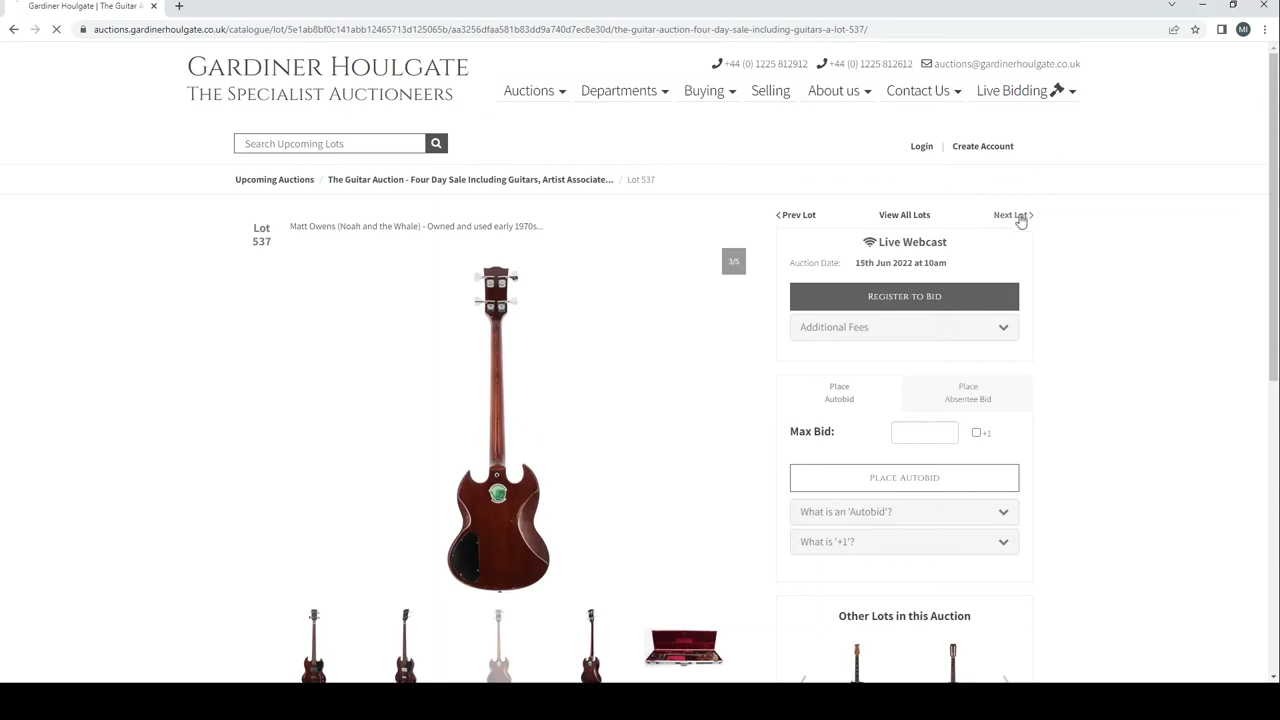 Gardiner Houlgate | The Guitar A
auctions.gardinerhoulgate.co.uk/catalogue/lot/5e1ab8bf0c141abb12465713d125065b/aa3256dfaa581b83dd9a740d7ec8e30d/the-guitar-auction-four-day-sale-including-guitars-a-lot-537/
MI
GARDINER HOULGATE
THE SPECIALIST AUCTIONEERS
+44 (0) 1225 812912 +44 (0) 1225 812612 auctions@gardinerhoulgate.co.uk
Auctions Departments Buying Selling About us Contact Us Live Bidding
Search Upcoming Lots
Login | Create Account
Upcoming Auctions / The Guitar Auction - Four Day Sale Including Guitars, Artist Associate... / Lot 537
Lot
537
Matt Owens (Noah and the Whale) - Owned and used early 1970s...
3/5
Prev Lot View All Lots Next Lot
Live Webcast
Auction Date: 15th Jun 2022 at 10am
REGISTER TO BID
Additional Fees
Place
Autobid
Place
Absentee Bid
Max Bid: +1
PLACE AUTOBID
What is an 'Autobid'?
What is '+1'?
Other Lots in this Auction